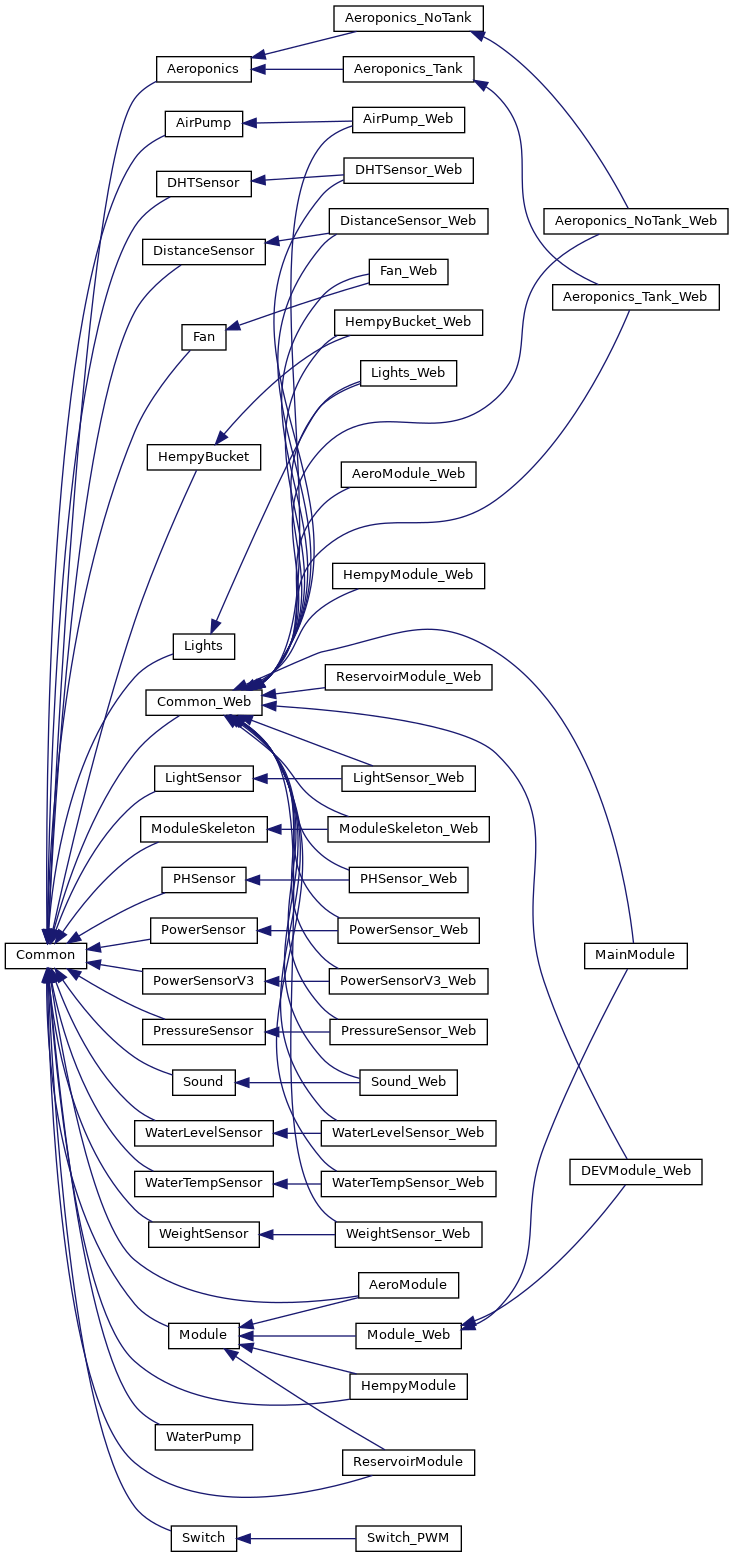 Aeroponics_NoTank
Aeroponics
Aeroponics_Tank
AirPump
AirPump_Web
DHTSensor
DHTSensor_Web
DistanceSensor
DistanceSensor_Web
Aeroponics_NoTank_Web
Fan_Web
Aeroponics_Tank_Web
Fan
HempyBucket_Web
Lights_Web
HempyBucket
AeroModule_Web
HempyModule_Web
Lights
ReservoirModule_Web
Common_Web
LightSensor
LightSensor_Web
ModuleSkeleton
ModuleSkeleton_Web
PHSensor
PHSensor_Web
PowerSensor
PowerSensor_Web
Common
MainModule
PowerSensorV3
PowerSensorV3_Web
PressureSensor
PressureSensor_Web
Sound
Sound_Web
WaterLevelSensor
WaterLevelSensor_Web
DEVModule_Web
WaterTempSensor
WaterTempSensor_Web
WeightSensor
WeightSensor_Web
AeroModule
Module
Module_Web
HempyModule
WaterPump
ReservoirModule
Switch
Switch_PWM